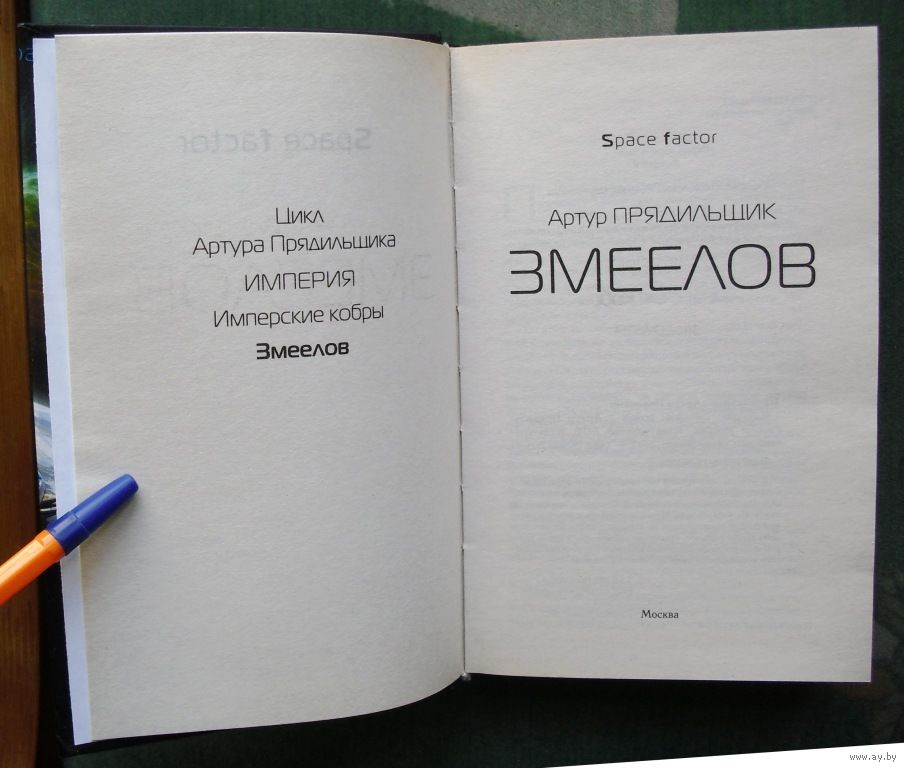 Цикл
Артура Прядильщика
ИМПЕРИЯ
Имперские кобры
Змеелов
Space factor
Артур ПРЯДИЛЬЩИК
ЗМЕЕЛОВ
Москва
www.ay.by